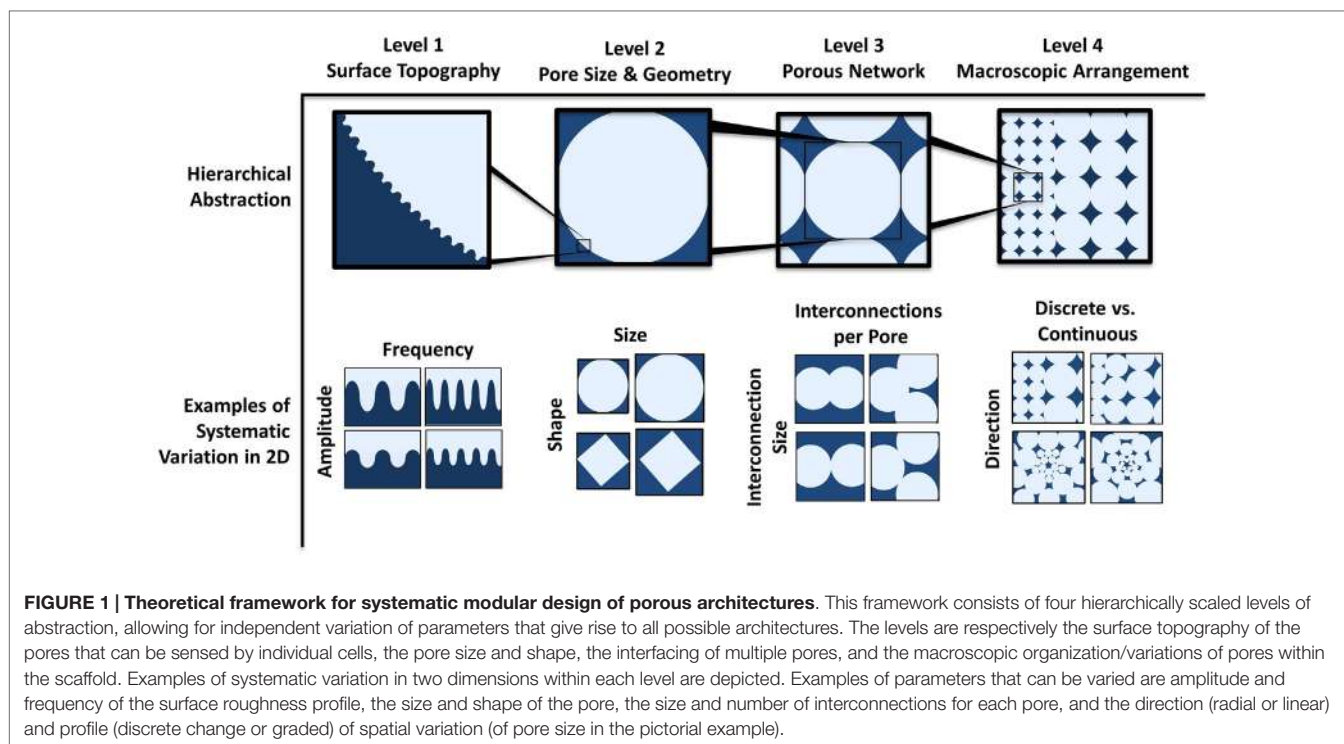 Level 1
Surface Topography
Level 2
Pore Size & Geometry
Level 3
Porous Network
Level 4
Macroscopic Arrangement
Hierarchical
Abstraction
Examples of
Systematic
Variation in 2D
Frequency
Amplitude
Size
Shape
Interconnections
per Pore
Interconnection
Size
Discrete vs.
Continuous
Direction
FIGURE 1 | Theoretical framework for systematic modular design of porous architectures. This framework consists of four hierarchically scaled levels of
abstraction, allowing for independent variation of parameters that give rise to all possible architectures. The levels are respectively the surface topography of the
pores that can be sensed by individual cells, the pore size and shape, the interfacing of multiple pores, and the macroscopic organization/variations of pores within
the scaffold. Examples of systematic variation in two dimensions within each level are depicted. Examples of parameters that can be varied are amplitude and
frequency of the surface roughness profile, the size and shape of the pore, the size and number of interconnections for each pore, and the direction (radial or linear)
and profile (discrete change or graded) of spatial variation (of pore size in the pictorial example).